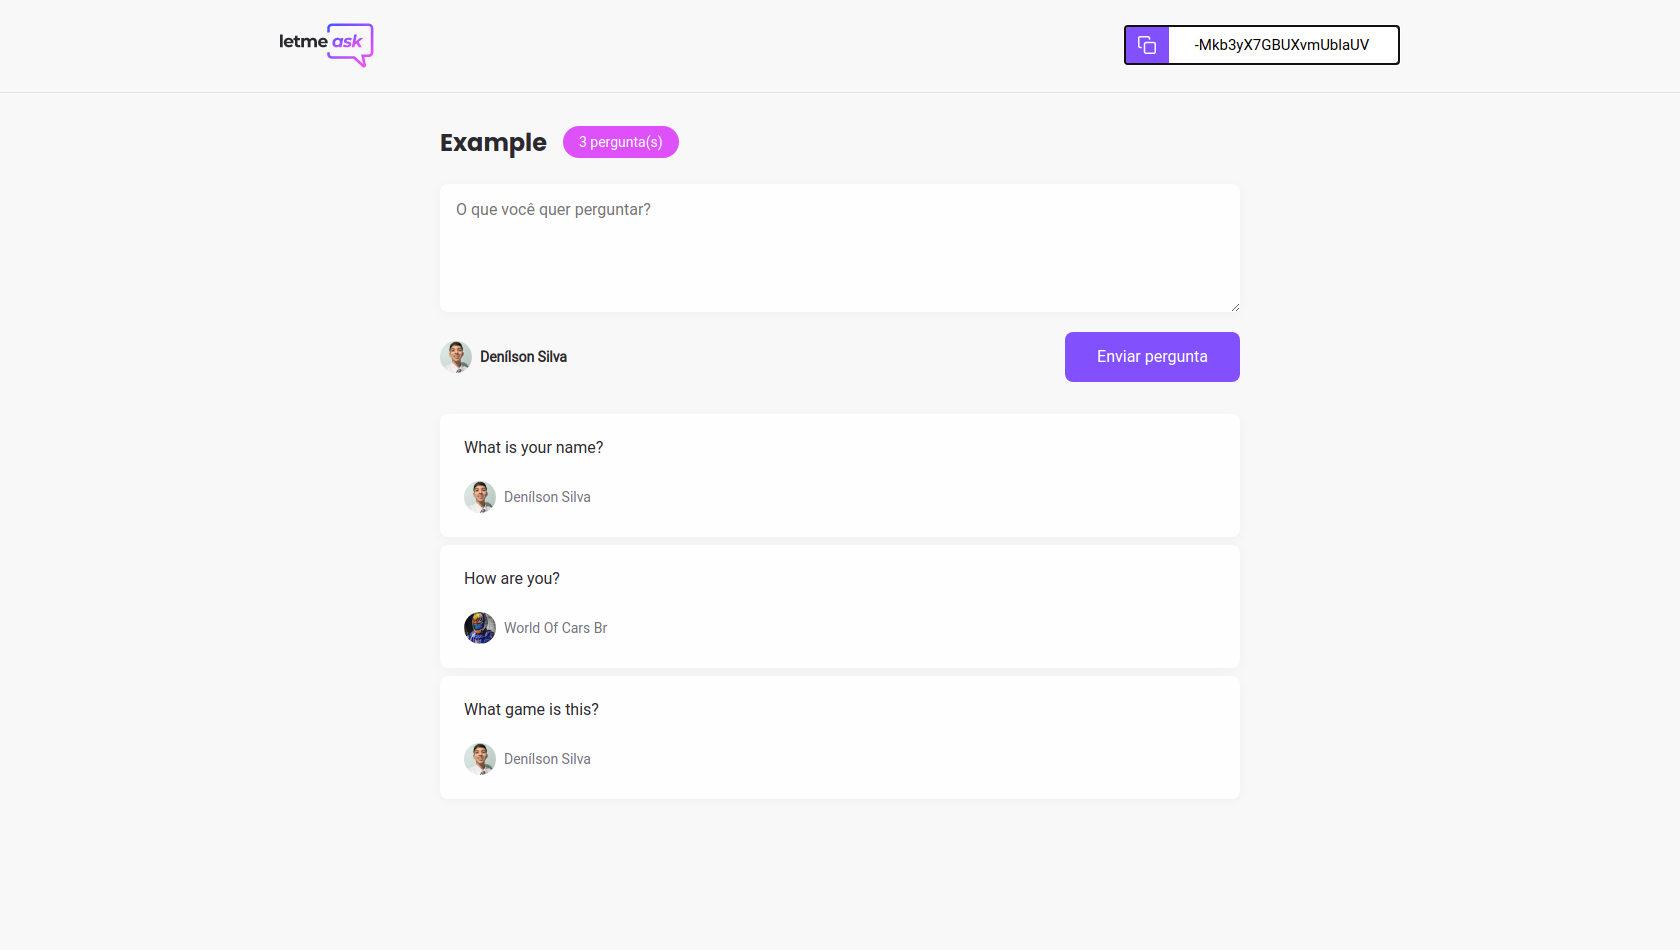 letme ask
-Mkb3yX7GBUXvmUblaUV
Example
3 pergunta(s)
O que você quer perguntar?
Denílson Silva
Enviar pergunta
What is your name?
Denílson Silva
How are you?
World Of Cars Br
What game is this?
Denílson Silva